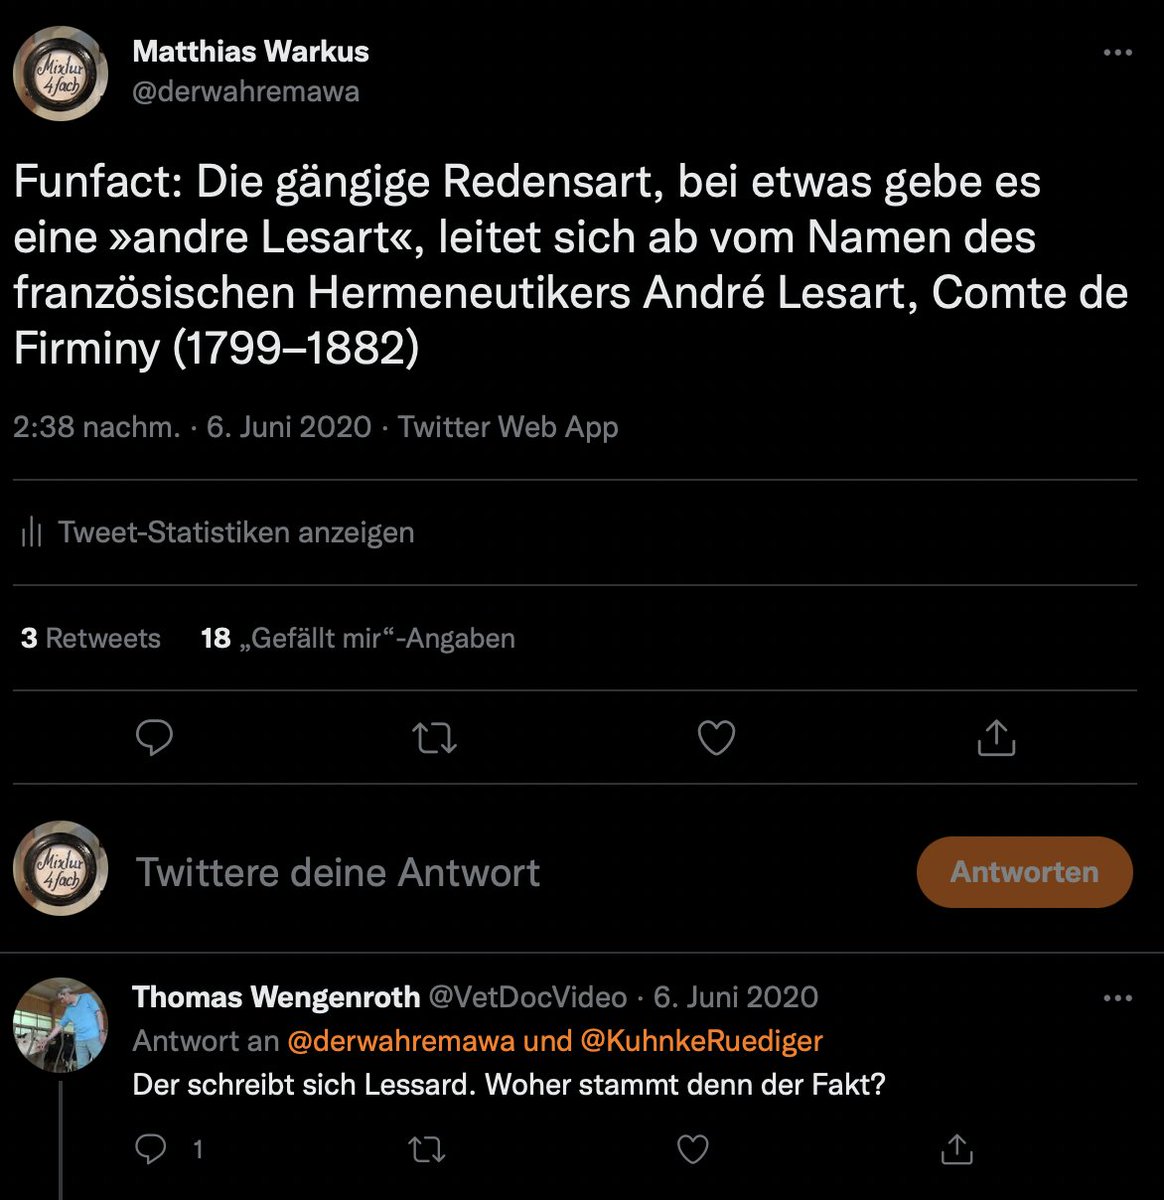 Mixtur
4fach
Matthias Warkus
@derwahremawa
Funfact: Die gängige Redensart, bei etwas gebe es
eine »andre Lesart«, leitet sich ab vom Namen des
französischen Hermeneutikers André Lesart, Comte de
Firminy (1799–1882)
2:38 nachm. · 6. Juni 2020 · Twitter Web App
Tweet-Statistiken anzeigen
3 Retweets 18 „Gefällt mir“-Angaben
Mixtur
4fach
Twittere deine Antwort
Antworten
Thomas Wengenroth @VetDocVideo · 6. Juni 2020
Antwort an @derwahremawa und @KuhnkeRuediger
Der schreibt sich Lessard. Woher stammt denn der Fakt?
1